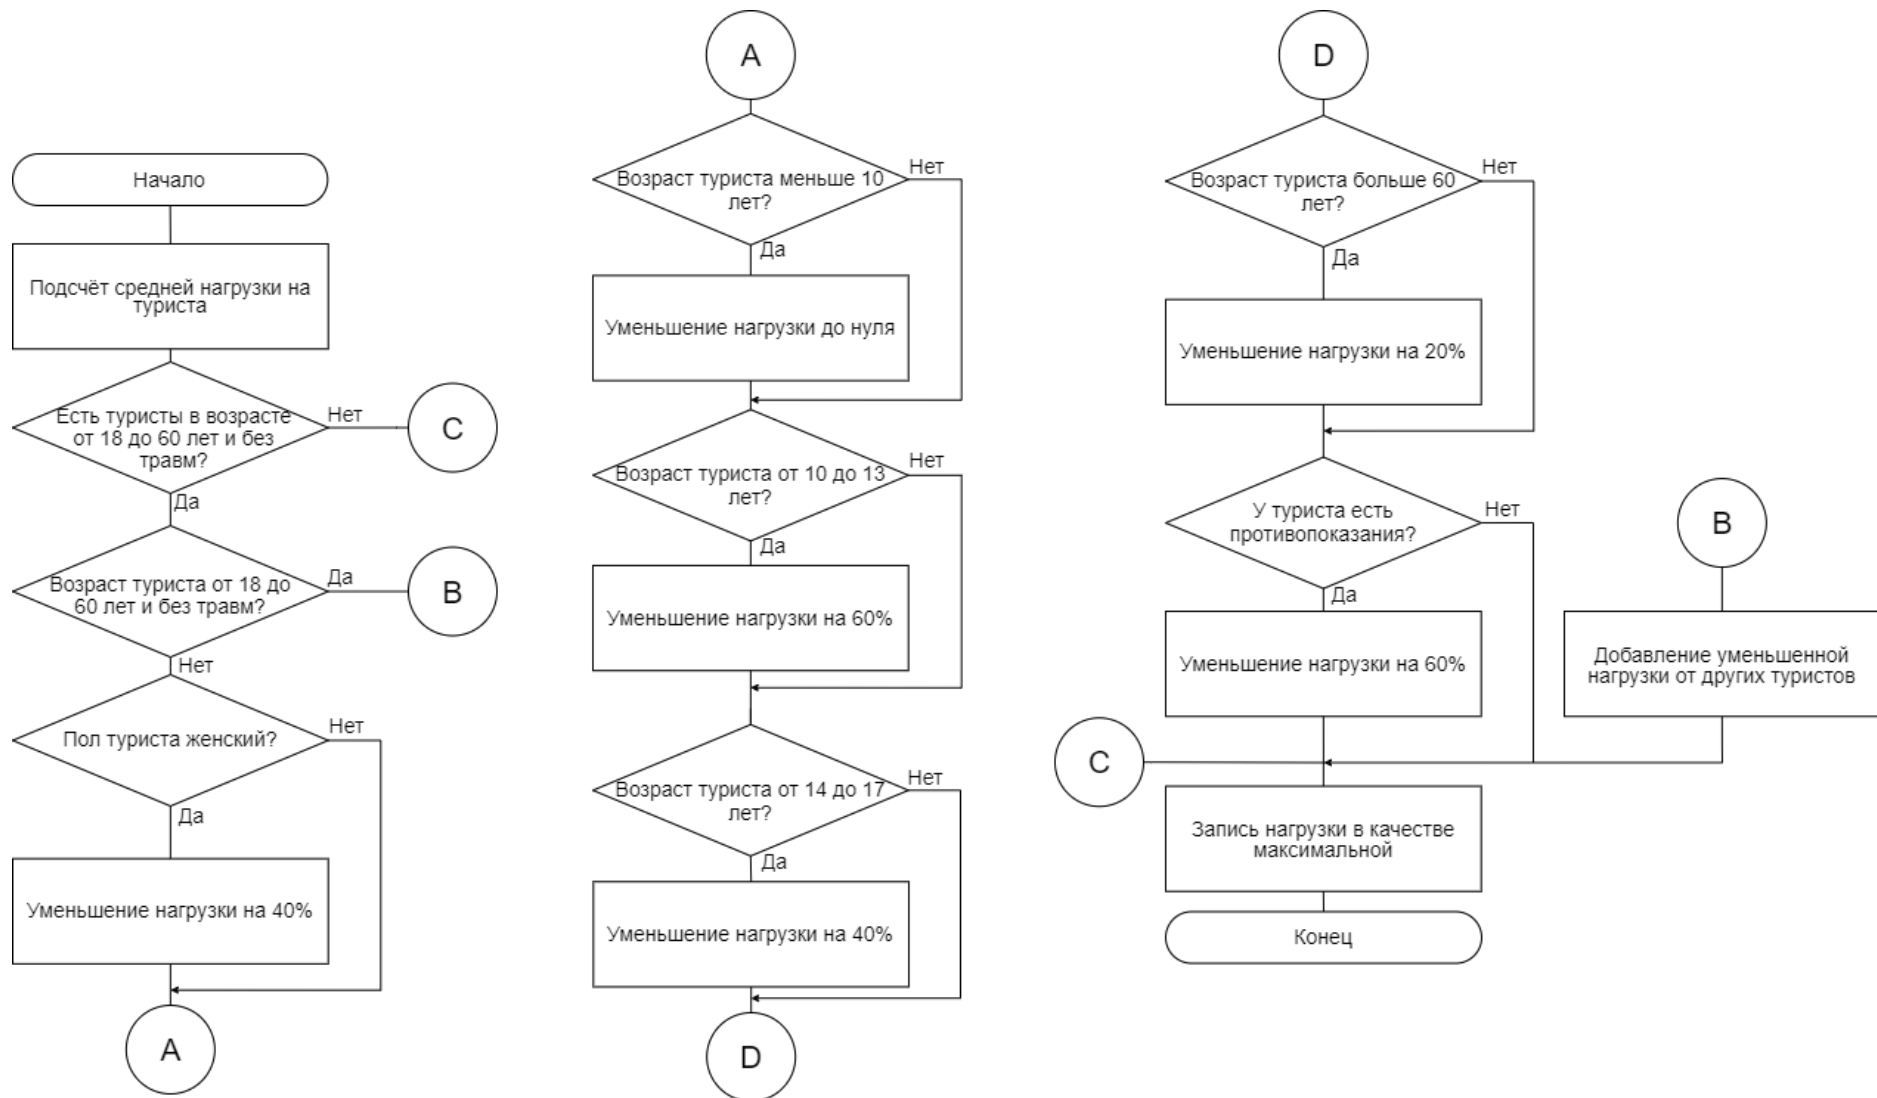 Начало
Подсчёт средней нагрузки на
туриста
Есть туристы в возрасте
от 18 до 60 лет и без
травм?
Нет
C
Да
Возраст туриста от 18 до
60 лет и без травм?
Да
B
Нет
Пол туриста женский?
Нет
Да
Уменьшение нагрузки на 40%
A
A
Возраст туриста меньше 10
лет?
Нет
Да
Уменьшение нагрузки до нуля
Возраст туриста от 10 до 13
лет?
Нет
Да
Уменьшение нагрузки на 60%
Возраст туриста от 14 до 17
лет?
Нет
Да
Уменьшение нагрузки на 40%
D
D
Возраст туриста больше 60
лет?
Нет
Да
Уменьшение нагрузки на 20%
У туриста есть
противопоказания?
Нет
Да
Уменьшение нагрузки на 60%
B
Добавление уменьшенной
нагрузки от других туристов
C
Запись нагрузки в качестве
максимальной
Конец